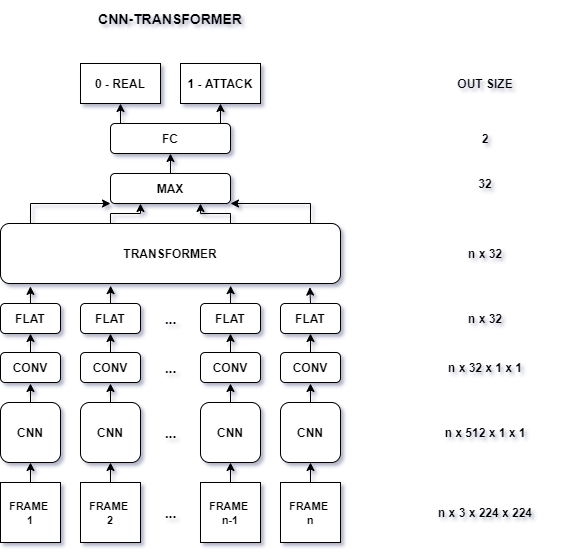 CNN-TRANSFORMER
0 - REAL 1 - ATTACK OUT SIZE
FC 2
MAX 32
TRANSFORMER n x 32
FLAT FLAT ... FLAT FLAT n x 32
CONV CONV ... CONV CONV n x 32 x 1 x 1
CNN CNN ... CNN CNN n x 512 x 1 x 1
FRAME FRAME FRAME FRAME
1 2 ... n-1 n n x 3 x 224 x 224